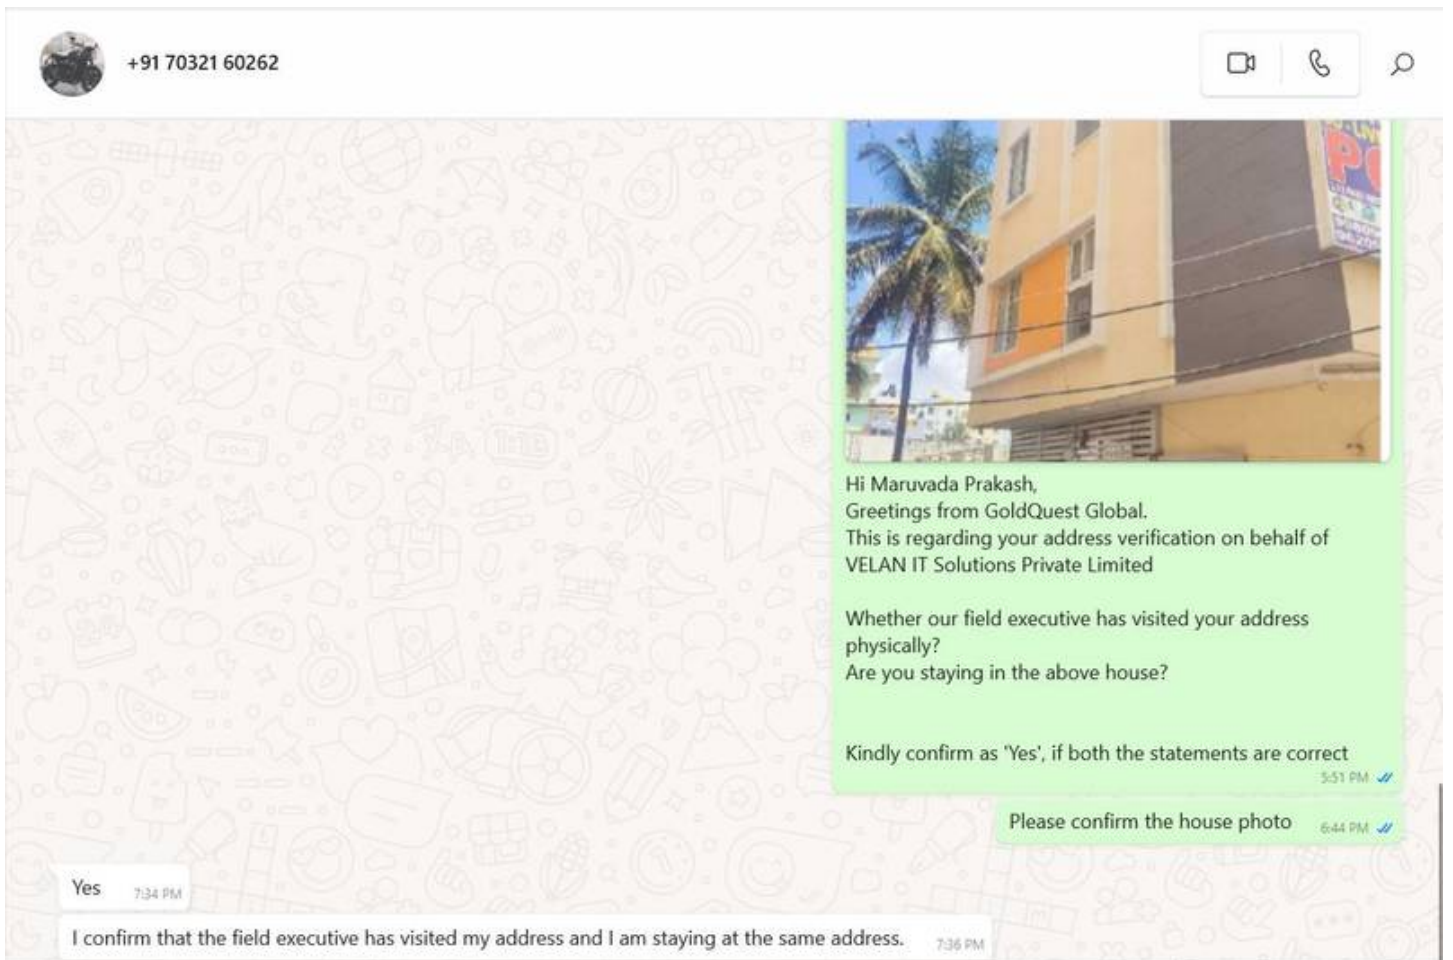 +91 70321 60262
PG
Hi Maruvada Prakash,
Greetings from GoldQuest Global.
This is regarding your address verification on behalf of
VELAN IT Solutions Private Limited
Whether our field executive has visited your address
physically?
Are you staying in the above house?
Kindly confirm as 'Yes', if both the statements are correct
5:51 PM
Please confirm the house photo 6:44 PM
Yes 7:34 PM
I confirm that the field executive has visited my address and I am staying at the same address. 7:36 PM